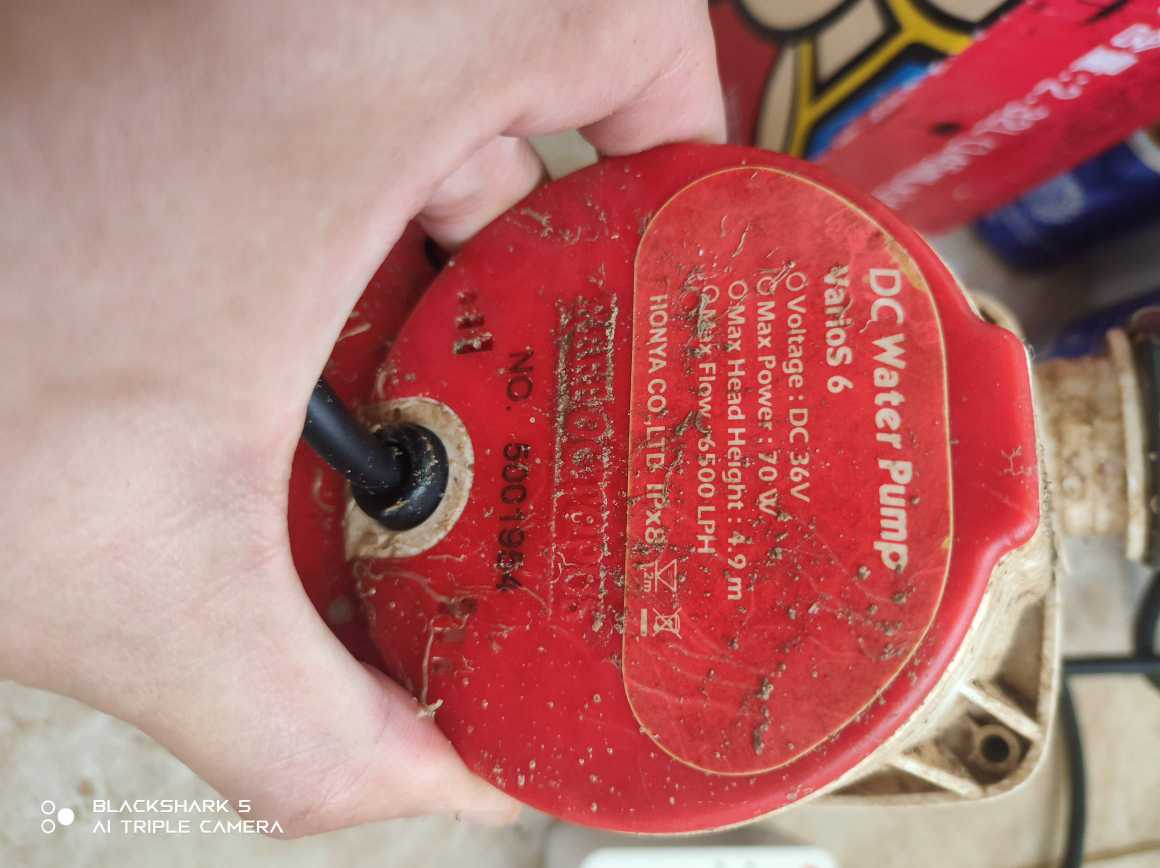 DC Water Pump
VarioS 6
Voltage : DC 36V
Max Power : 70 W
Max Head Height : 4.9 m
Max Flow : 6500 LPH
HONYA CO.,LTD IPx8
2m
NO. 5001954
BLACKSHARK 5
AI TRIPLE CAMERA